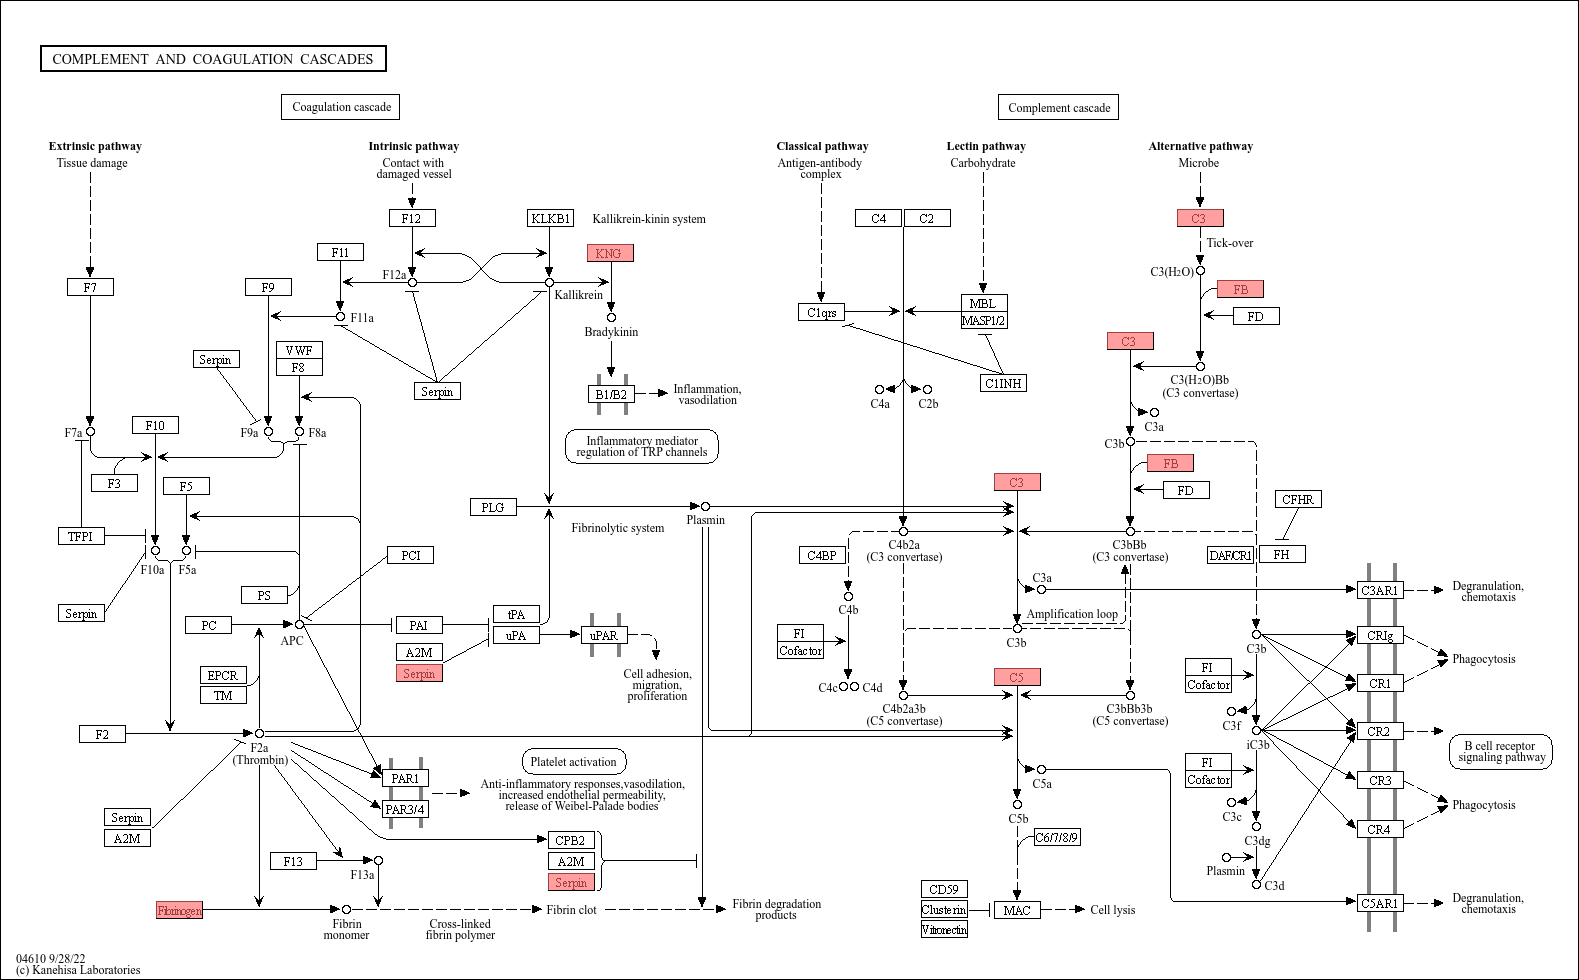 COMPLEMENT AND COAGULATION CASCADES
Coagulation cascade
Complement cascade
Extrinsic pathway
Tissue damage
Intrinsic pathway
Contact with
damaged vessel
Classical pathway
Antigen-antibody
complex
Lectin pathway
Carbohydrate
Alternative pathway
Microbe
F12
KLKB1
Kallikrein-kinin system
C4
C2
C3
Tick-over
F11
KNG
F12a
Kallikrein
C3(H2O)
F7
F9
FB
F11a
Bradykinin
C1qrs
MBL
MASP1/2
FD
C3
Serpin
VWF
F8
Serpin
B1/B2
Inflammation,
vasodilation
C1INH
C3(H2O)Bb
(C3 convertase)
C4a
C2b
C3a
F7a
F10
F9a
F8a
Inflammatory mediator
regulation of TRP channels
C3b
FB
F3
F5
C3
FD
CFHR
PLG
Plasmin
Fibrinolytic system
TFPI
F10a
F5a
PCI
C4BP
C4b2a
(C3 convertase)
C3bBb
(C3 convertase)
DAF/CR1
FH
C3a
C3AR1
Degranulation,
chemotaxis
PS
Serpin
C4b
Amplification loop
PC
APC
PAI
tPA
uPA
uPAR
C3b
FI
Cofactor
A2M
Serpin
C3b
CRIg
Phagocytosis
EPCR
TM
Cell adhesion,
migration,
proliferation
C4c
C4d
C5
FI
Cofactor
CR1
C4b2a3b
(C5 convertase)
C3bBb3b
(C5 convertase)
C3f
F2
F2a
(Thrombin)
iC3b
CR2
B cell receptor
signaling pathway
Platelet activation
PAR1
PAR3/4
Anti-inflammatory responses,vasodilation,
increased endothelial permeability,
release of Weibel-Palade bodies
C5a
FI
Cofactor
CR3
C3c
Phagocytosis
Serpin
A2M
C5b
CR4
CPB2
A2M
Serpin
C6/7/8/9
C3dg
F13
F13a
Plasmin
C3d
CD59
Clusterin
Vitronectin
MAC
Cell lysis
C5AR1
Degranulation,
chemotaxis
Fibrinogen
Fibrin
monomer
Cross-linked
fibrin polymer
Fibrin clot
Fibrin degradation
products
04610 9/28/22
(c) Kanehisa Laboratories